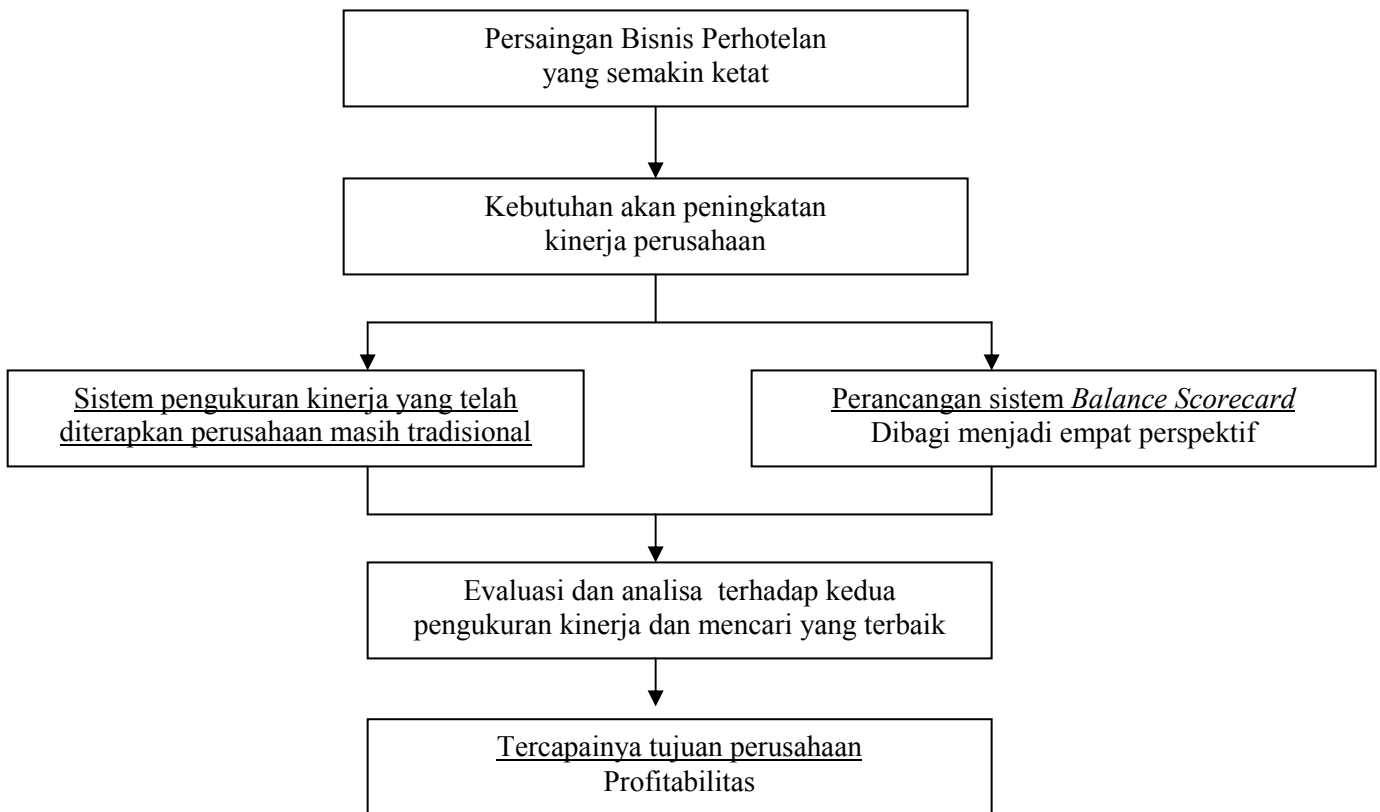 Persaingan Bisnis Perhotelan
yang semakin ketat
Kebutuhan akan peningkatan
kinerja perusahaan
Sistem pengukuran kinerja yang telah
diterapkan perusahaan masih tradisional
Perancangan sistem Balance Scorecard
Dibagi menjadi empat perspektif
Evaluasi dan analisa terhadap kedua
pengukuran kinerja dan mencari yang terbaik
Tercapainya tujuan perusahaan
Profitabilitas